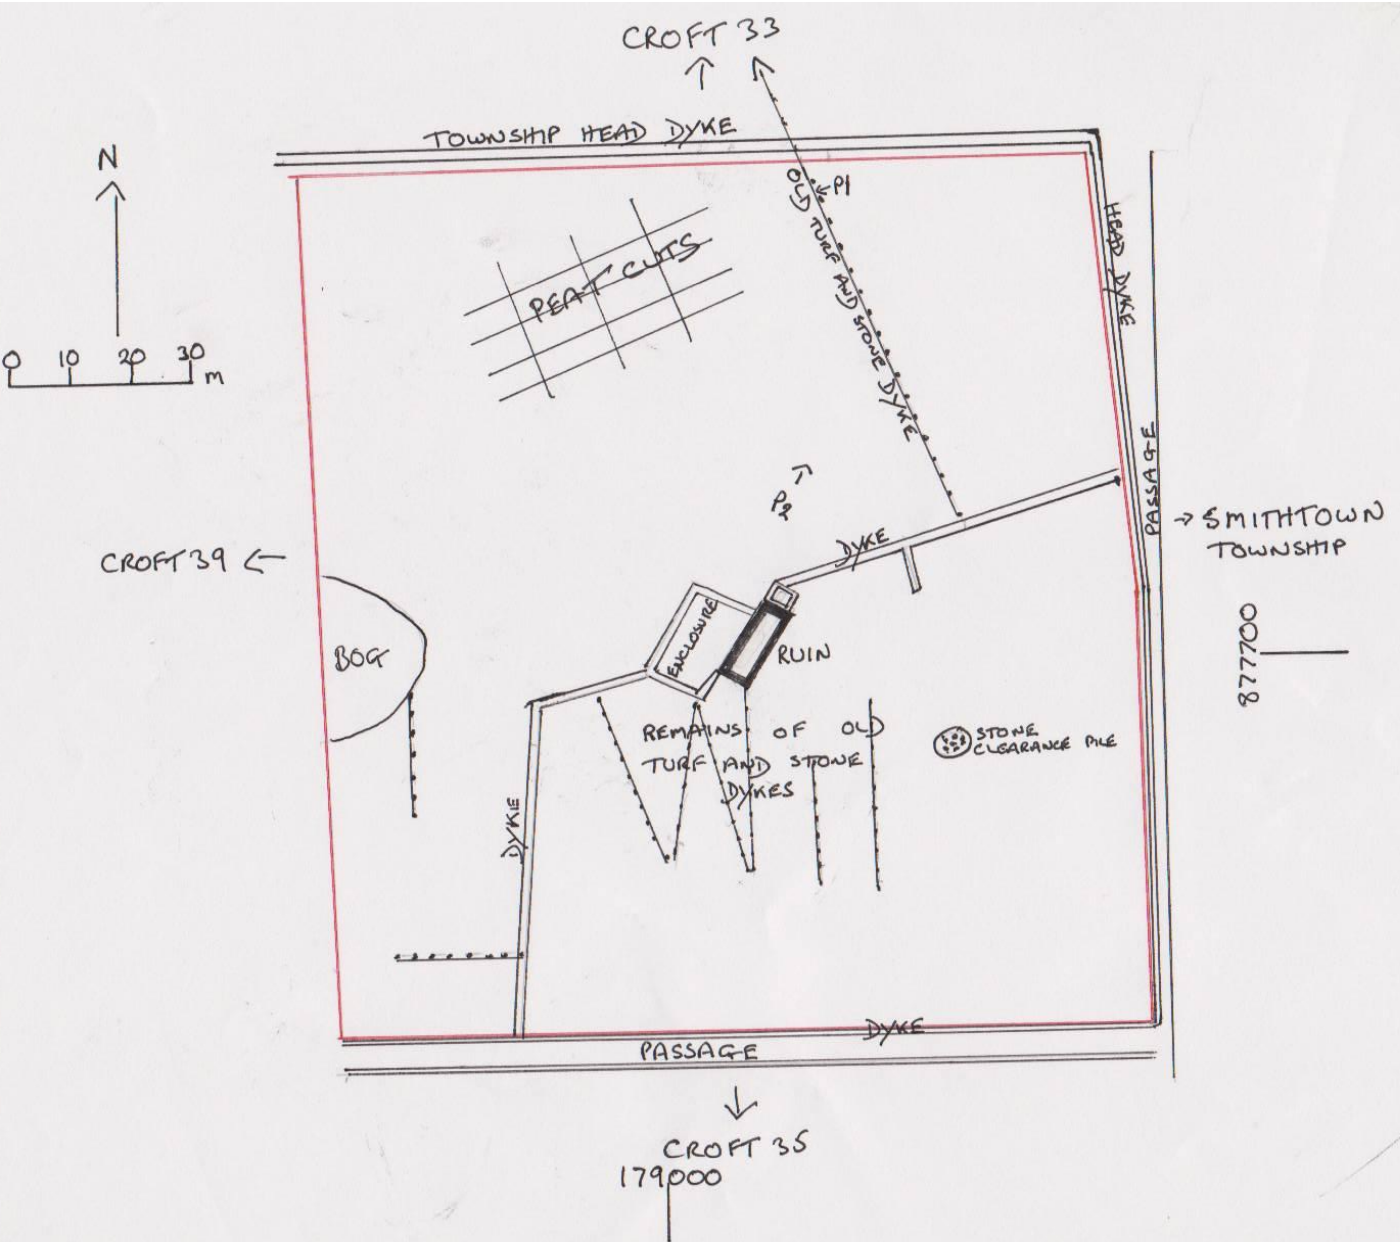 CROFT 33
TOWNSHIP HEAD DYKE
N
P1
OLD TURF AND STONE DYKE
HEAD DYKE
PEAT CUTS
0 10 20 30 m
PASSAGE
P2
→ SMITHTOWN
TOWNSHIP
DYKE
CROFT 39 ←
ENCLOSURE
877700
BOG
RUIN
REMAINS OF OLD
TURF AND STONE
DYKES
STONE
CLEARANCE PILE
DYKE
DYKE
PASSAGE
CROFT 35
179000